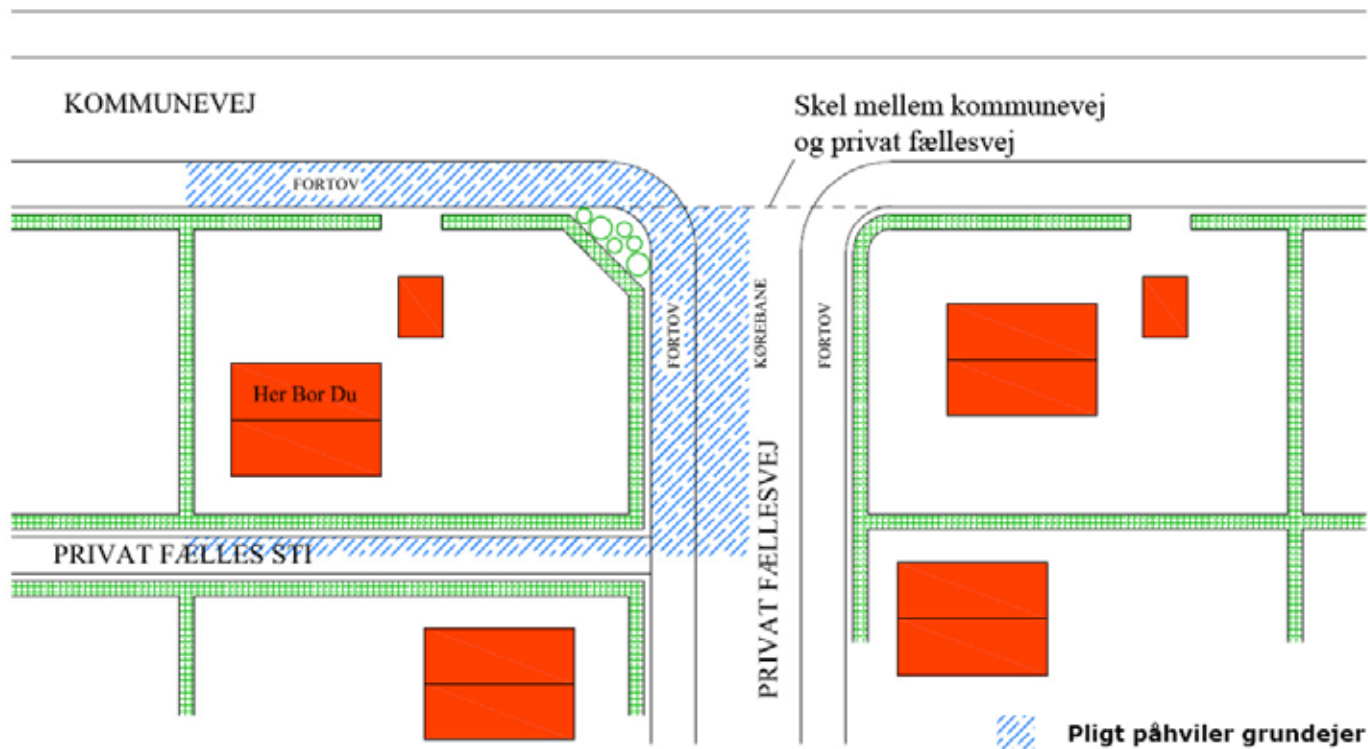 KOMMUNEVEJ
Skel mellem kommunevej
og privat fællesvej
FORTOV
FORTOV
KØREBANE
FORTOV
Her Bor Du
PRIVAT FÆLLESVEJ
PRIVAT FÆLLES STI
Pligt påhviler grundejer